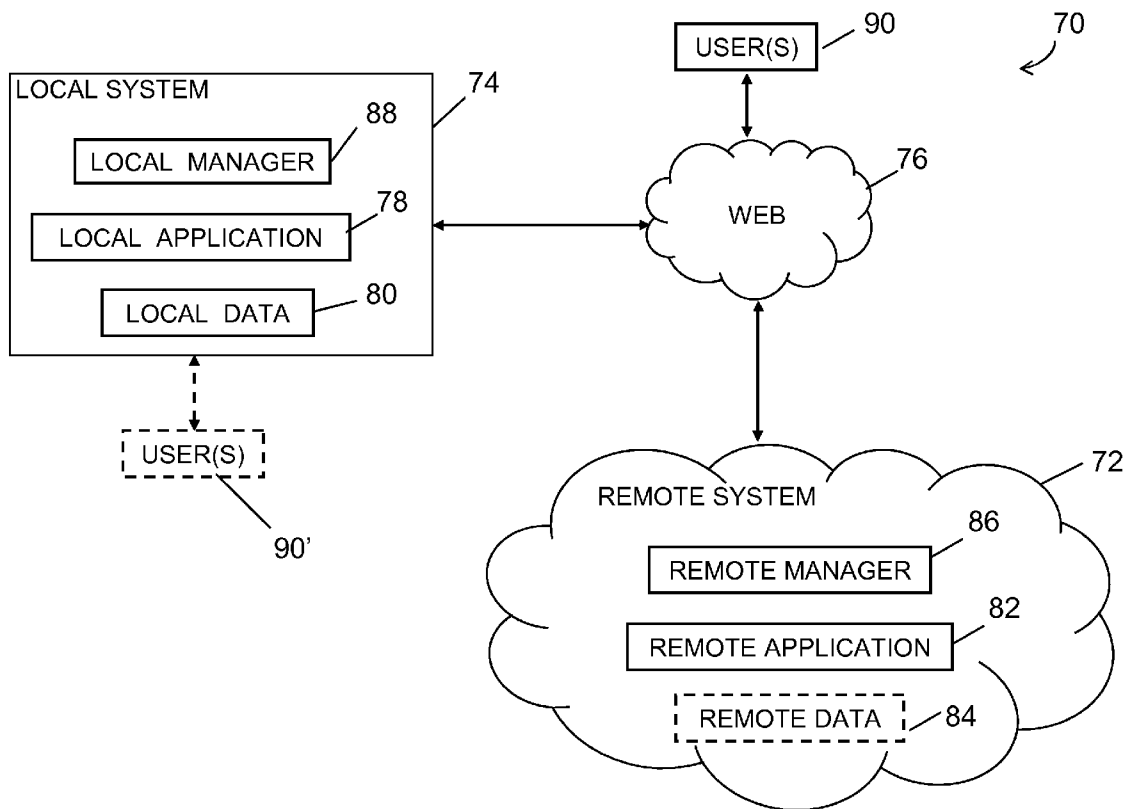 90
USER(S)
70
LOCAL SYSTEM
74
88
LOCAL MANAGER
76
78
WEB
LOCAL APPLICATION
80
LOCAL DATA
USER(S)
90’
72
REMOTE SYSTEM
86
REMOTE MANAGER
82
REMOTE APPLICATION
REMOTE DATA
84